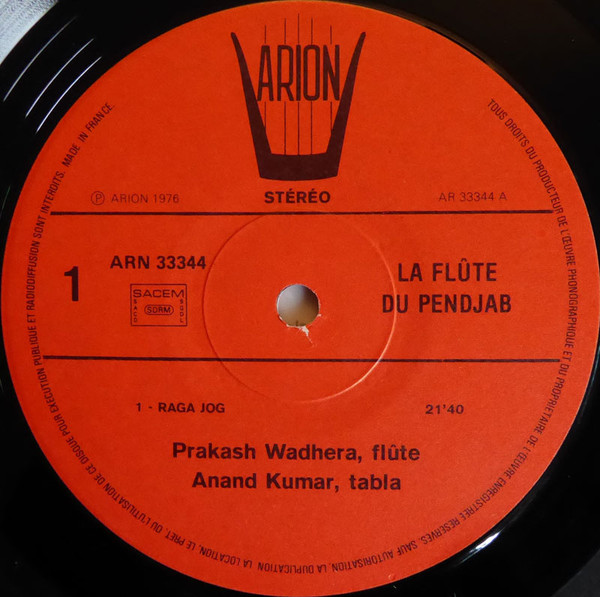 ARION
STÉRÉO
Ⓟ ARION 1976
AR 33344 A
1
ARN 33344
SACEM
SACD
SDRM
SGDL
LA FLÛTE
DU PENDJAB
1 - RAGA JOG
21'40
Prakash Wadhera, flûte
Anand Kumar, tabla
TOUS DROITS DU PRODUCTEUR DE L'ŒUVRE PHONOGRAPHIQUE ET DU PROPRIÉTAIRE DE L'ŒUVRE ENREGISTRÉE RÉSERVÉS. SAUF AUTORISATION, LA DUPLICATION, LA LOCATION, LE PRÊT, OU L'UTILISATION DE CE DISQUE POUR EXÉCUTION PUBLIQUE ET RADIODIFFUSION SONT INTERDITS. MADE IN FRANCE.